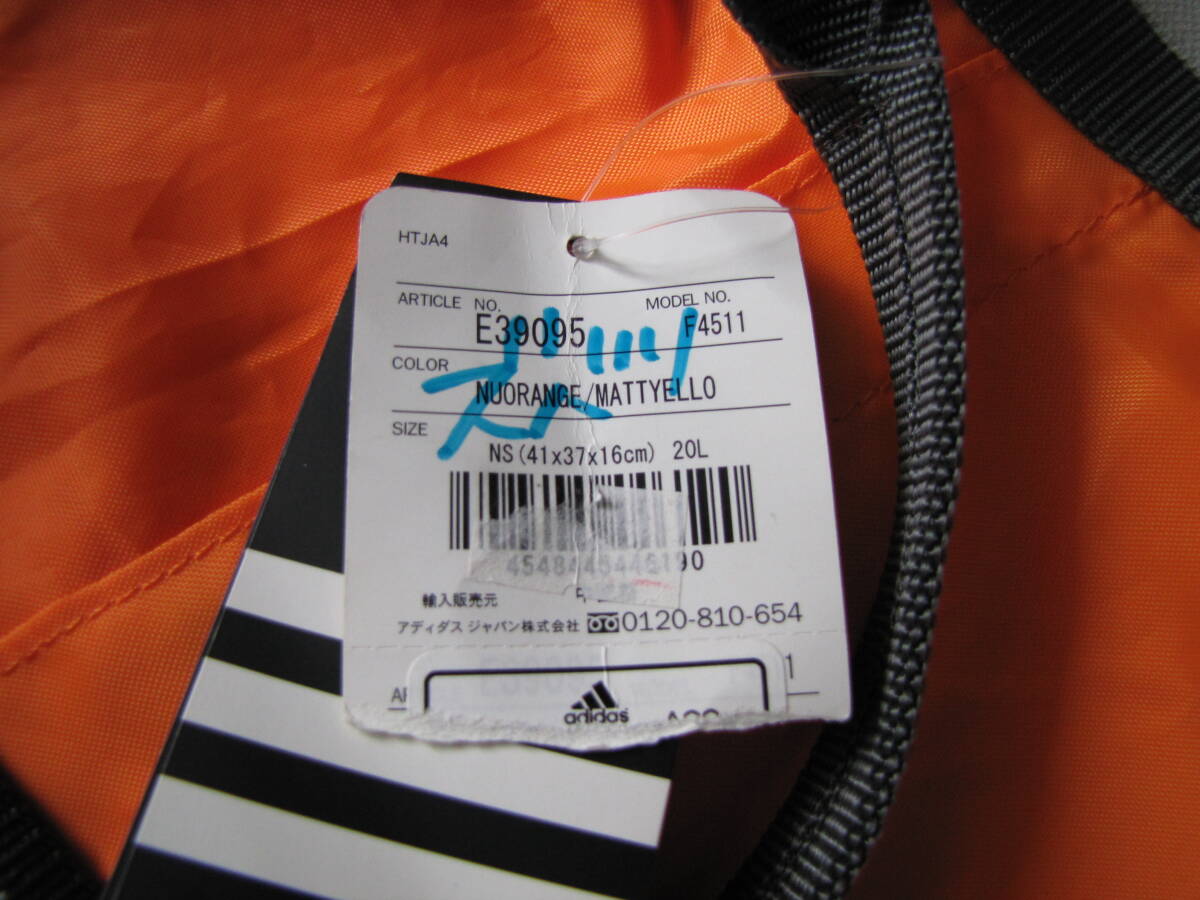 HTJA4
ARTICLE NO. MODEL NO.
E39095 F4511
COLOR
NUORANGE/MATTYELLO
SIZE
NS(41x37x16cm) 20L
4548445446190
輸入販売元
アディダス ジャパン株式会社 0120-810-654
adidas